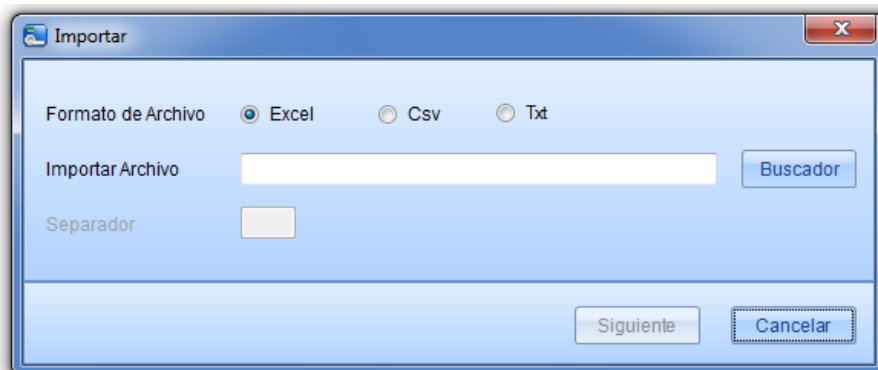 Importar
Formato de Archivo Excel Csv Txt
Importar Archivo Buscador
Separador
Siguiente Cancelar